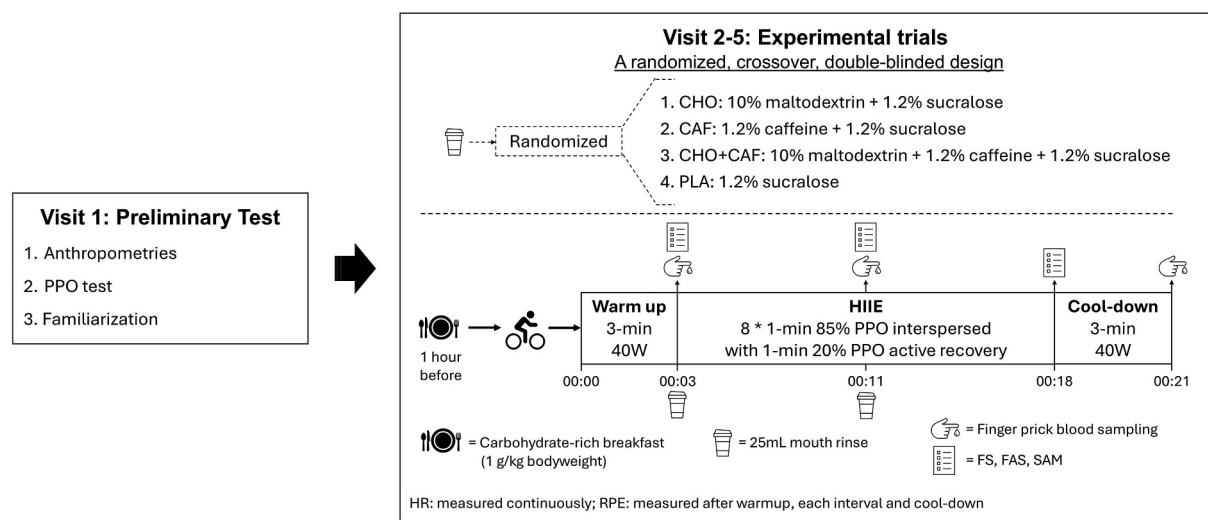 Visit 1: Preliminary Test
1. Anthropometries
2. PPO test
3. Familiarization
Visit 2-5: Experimental trials
A randomized, crossover, double-blinded design
Randomized
1. CHO: 10% maltodextrin + 1.2% sucralose
2. CAF: 1.2% caffeine + 1.2% sucralose
3. CHO+CAF: 10% maltodextrin + 1.2% caffeine + 1.2% sucralose
4. PLA: 1.2% sucralose
1 hour
before
Warm up
3-min
40W
HIIE
8 * 1-min 85% PPO interspersed
with 1-min 20% PPO active recovery
Cool-down
3-min
40W
00:00
00:03
00:11
00:18
00:21
= Carbohydrate-rich breakfast
(1 g/kg bodyweight)
= 25mL mouth rinse
= Finger prick blood sampling
= FS, FAS, SAM
HR: measured continuously; RPE: measured after warmup, each interval and cool-down